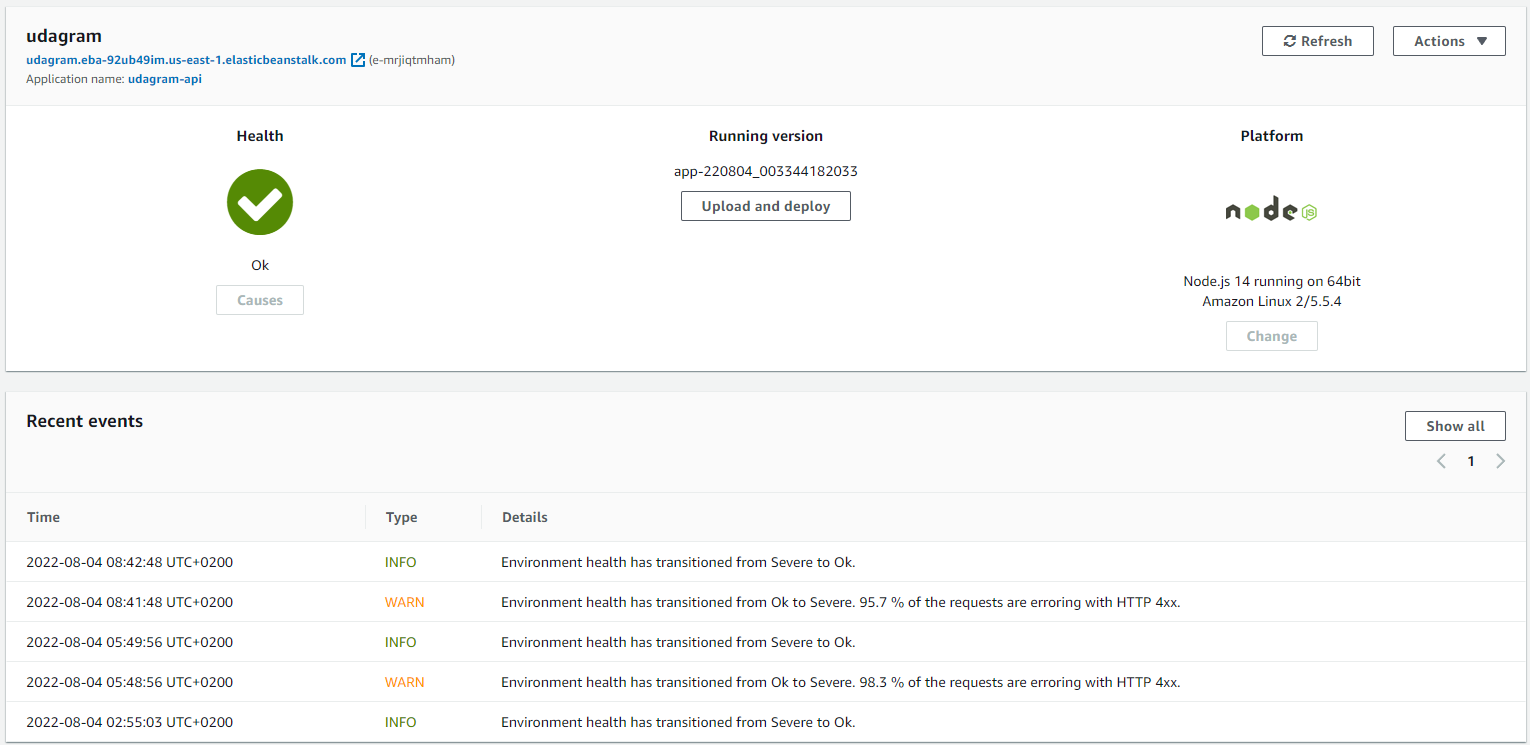 udagram
udagram.eba-92ub49im.us-east-1.elasticbeanstalk.com (e-mrjiqtmham)
Application name: udagram-api
Refresh
Actions
Health
Ok
Causes
Running version
app-220804_003344182033
Upload and deploy
Platform
node JS
Node.js 14 running on 64bit
Amazon Linux 2/5.5.4
Change
Recent events
Show all
1
Time Type Details
2022-08-04 08:42:48 UTC+0200 INFO Environment health has transitioned from Severe to Ok.
2022-08-04 08:41:48 UTC+0200 WARN Environment health has transitioned from Ok to Severe. 95.7 % of the requests are erroring with HTTP 4xx.
2022-08-04 05:49:56 UTC+0200 INFO Environment health has transitioned from Severe to Ok.
2022-08-04 05:48:56 UTC+0200 WARN Environment health has transitioned from Ok to Severe. 98.3 % of the requests are erroring with HTTP 4xx.
2022-08-04 02:55:03 UTC+0200 INFO Environment health has transitioned from Severe to Ok.